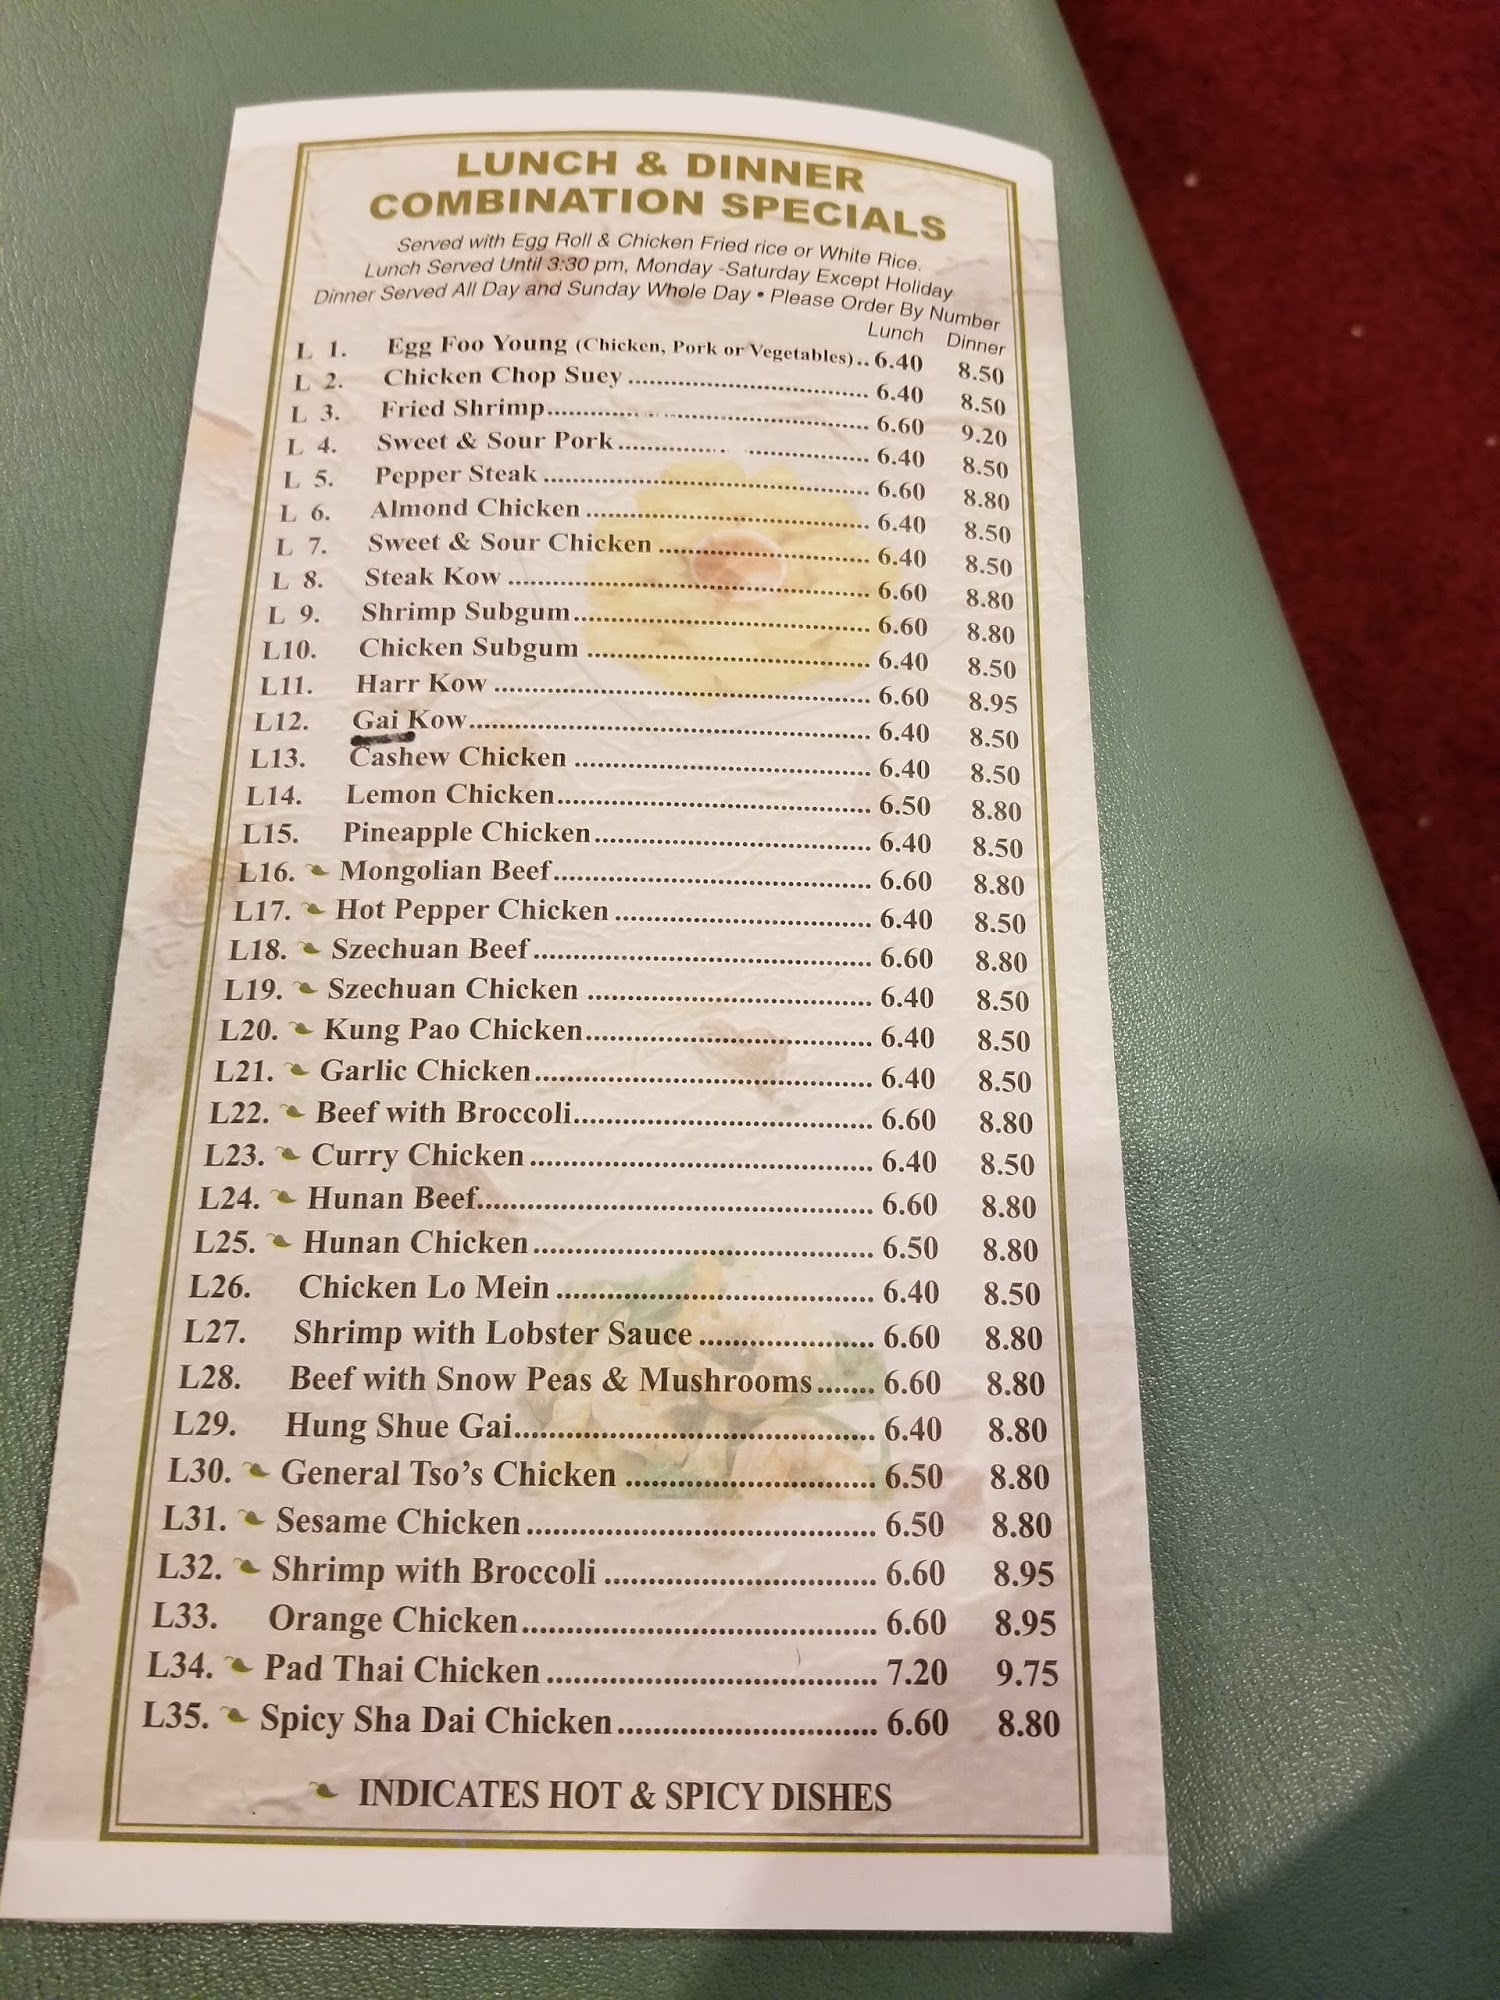 LUNCH & DINNER
COMBINATION SPECIALS
Served with Egg Roll & Chicken Fried rice or White Rice.
Lunch Served Until 3:30 pm, Monday -Saturday Except Holiday
Dinner Served All Day and Sunday Whole Day • Please Order By Number
Lunch Dinner
L 1. Egg Foo Young (Chicken, Pork or Vegetables).. 6.40 8.50
L 2. Chicken Chop Suey ........ 6.40 8.50
L 3. Fried Shrimp........ 6.60 9.20
L 4. Sweet & Sour Pork ........ 6.40 8.50
L 5. Pepper Steak ........ 6.60 8.80
L 6. Almond Chicken ........ 6.40 8.50
L 7. Sweet & Sour Chicken ........ 6.40 8.50
L 8. Steak Kow ........ 6.60 8.80
L 9. Shrimp Subgum........ 6.60 8.80
L10. Chicken Subgum ........ 6.40 8.50
L11. Harr Kow ........ 6.60 8.95
L12. Gai Kow........ 6.40 8.50
L13. Cashew Chicken ........ 6.40 8.50
L14. Lemon Chicken........ 6.50 8.80
L15. Pineapple Chicken........ 6.40 8.50
L16. Mongolian Beef........ 6.60 8.80
L17. Hot Pepper Chicken ........ 6.40 8.50
L18. Szechuan Beef........ 6.60 8.80
L19. Szechuan Chicken ........ 6.40 8.50
L20. Kung Pao Chicken........ 6.40 8.50
L21. Garlic Chicken........ 6.40 8.50
L22. Beef with Broccoli........ 6.60 8.80
L23. Curry Chicken ........ 6.40 8.50
L24. Hunan Beef........ 6.60 8.80
L25. Hunan Chicken ........ 6.50 8.80
L26. Chicken Lo Mein ........ 6.40 8.50
L27. Shrimp with Lobster Sauce ........ 6.60 8.80
L28. Beef with Snow Peas & Mushrooms....... 6.60 8.80
L29. Hung Shue Gai........ 6.40 8.80
L30. General Tso's Chicken ........ 6.50 8.80
L31. Sesame Chicken ........ 6.50 8.80
L32. Shrimp with Broccoli ........ 6.60 8.95
L33. Orange Chicken........ 6.60 8.95
L34. Pad Thai Chicken ........ 7.20 9.75
L35. Spicy Sha Dai Chicken........ 6.60 8.80
INDICATES HOT & SPICY DISHES